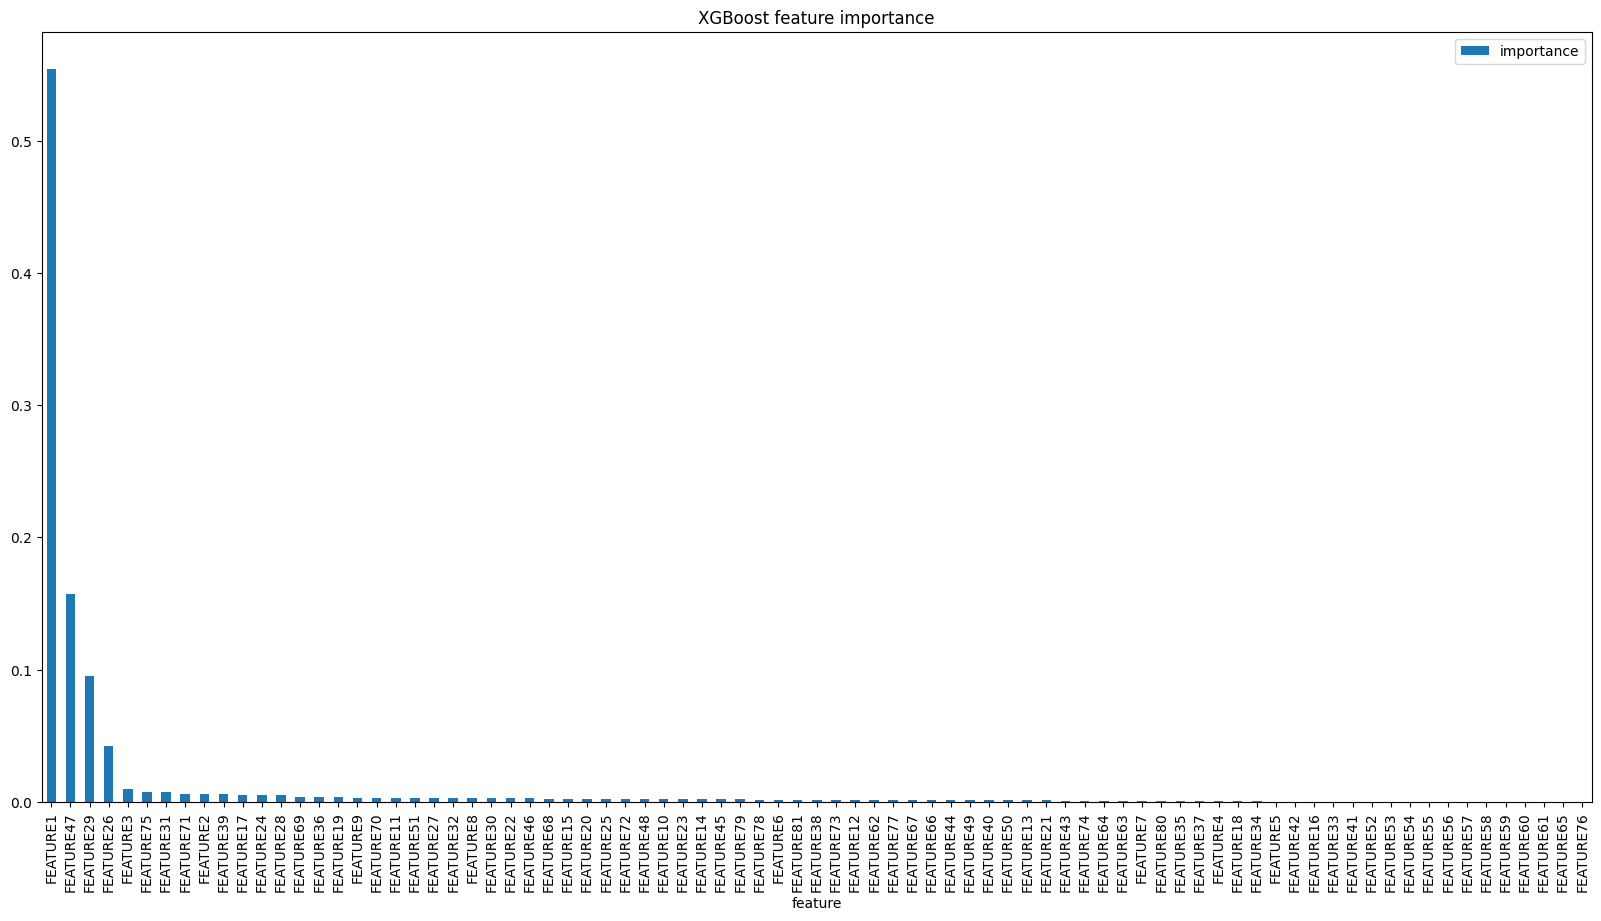 XGBoost feature importance
importance
0.5
0.4
0.3
0.2
0.1
0.0
FEATURE1
FEATURE47
FEATURE29
FEATURE26
FEATURE3
FEATURE75
FEATURE31
FEATURE71
FEATURE2
FEATURE39
FEATURE17
FEATURE24
FEATURE28
FEATURE69
FEATURE36
FEATURE19
FEATURE9
FEATURE70
FEATURE11
FEATURE51
FEATURE27
FEATURE32
FEATURE8
FEATURE30
FEATURE22
FEATURE46
FEATURE68
FEATURE15
FEATURE20
FEATURE25
FEATURE72
FEATURE48
FEATURE10
FEATURE23
FEATURE14
FEATURE45
FEATURE79
FEATURE78
FEATURE6
FEATURE81
FEATURE38
FEATURE73
FEATURE12
FEATURE62
FEATURE77
FEATURE67
FEATURE66
FEATURE44
FEATURE49
FEATURE40
FEATURE50
FEATURE13
FEATURE21
FEATURE43
FEATURE74
FEATURE64
FEATURE63
FEATURE7
FEATURE80
FEATURE35
FEATURE37
FEATURE4
FEATURE18
FEATURE34
FEATURE5
FEATURE42
FEATURE16
FEATURE33
FEATURE41
FEATURE52
FEATURE53
FEATURE54
FEATURE55
FEATURE56
FEATURE57
FEATURE58
FEATURE59
FEATURE60
FEATURE61
FEATURE65
FEATURE76
feature